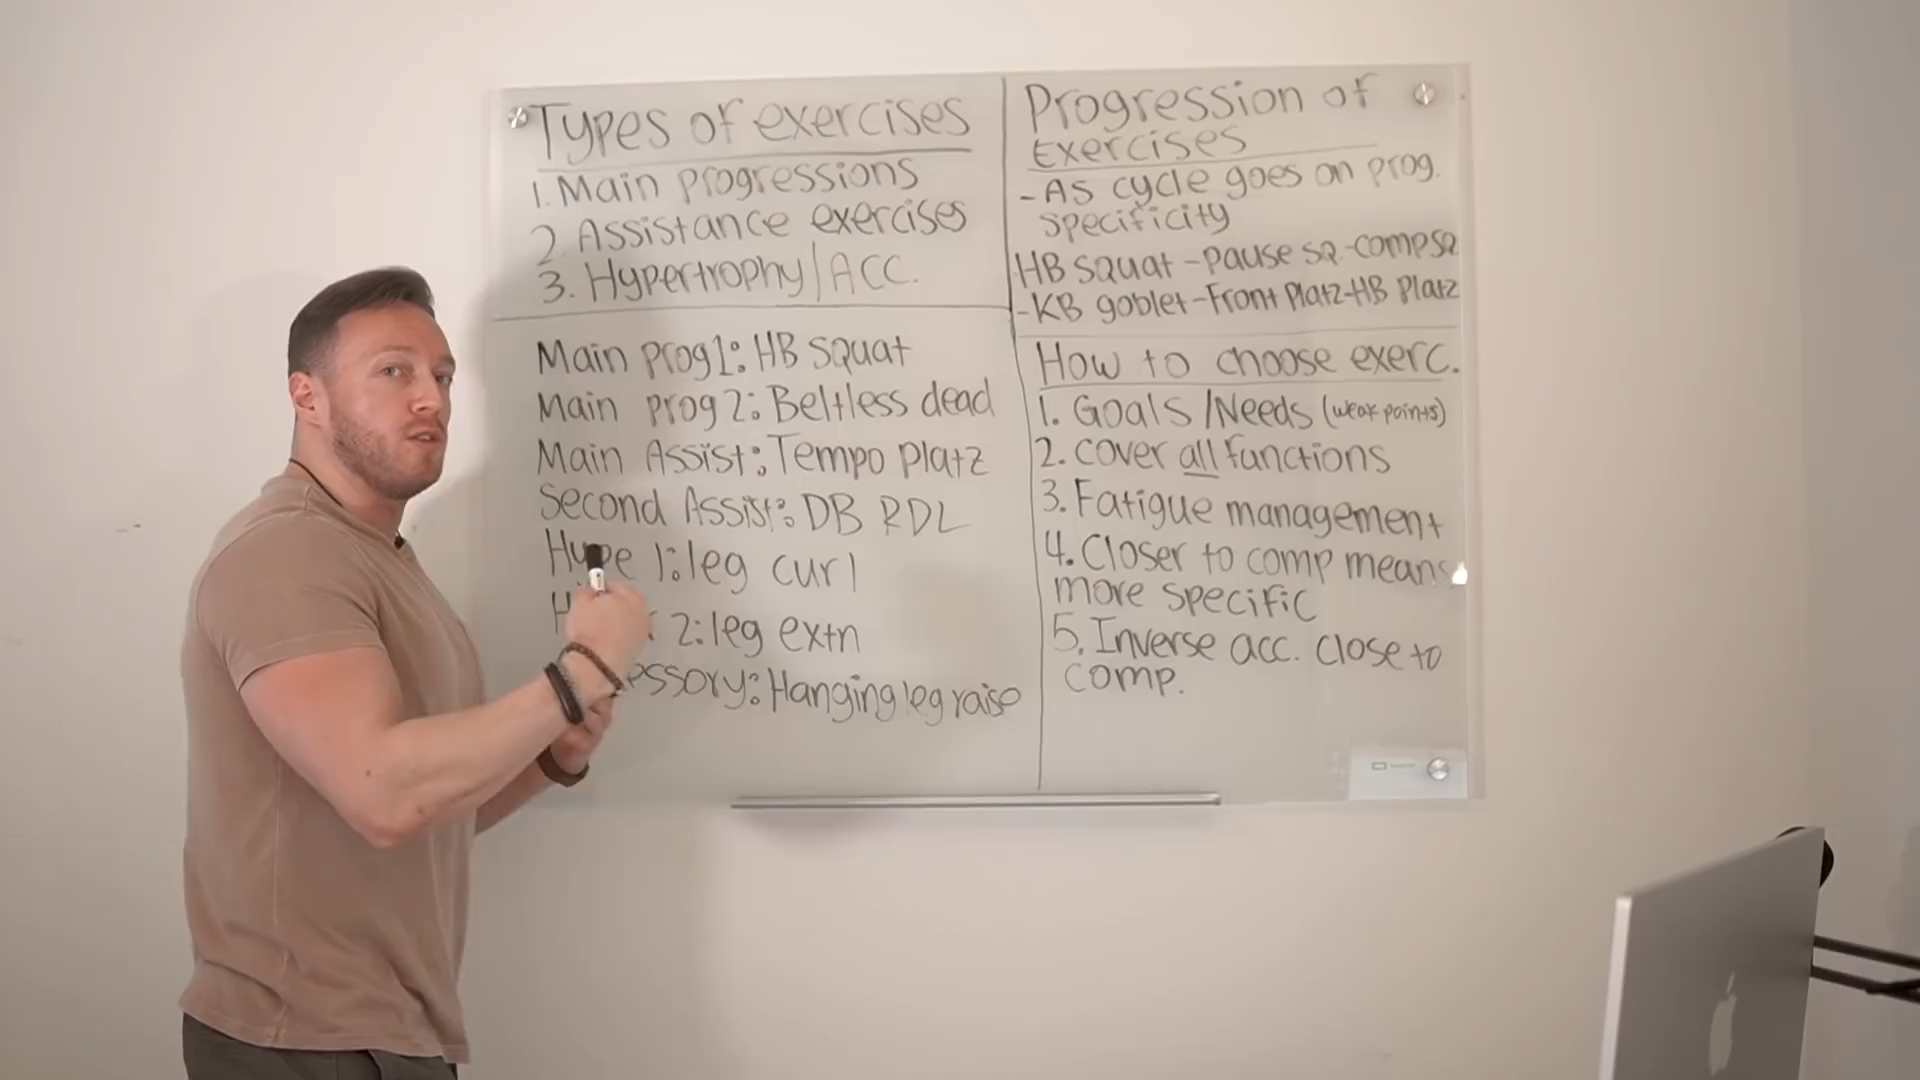 Types of exercises
1. Main progressions
2. Assistance exercises
3. Hypertrophy/ACC.
Main prog 1: HB squat
Main prog 2: Beltless dead
Main Assist: Tempo Platz
Second Assist: DB RDL
1: leg curl
2: leg extn
Hanging leg raise
Progression of
Exercises
- As cycle goes on prog.
specificity
HB squat - pause SQ - comp SQ
- KB goblet - Front Platz - HB Platz
How to choose exerc.
1. Goals/Needs (weak points)
2. cover all functions
3. Fatigue management
4. Closer to comp means
more specific
5. Inverse acc. close to
comp.